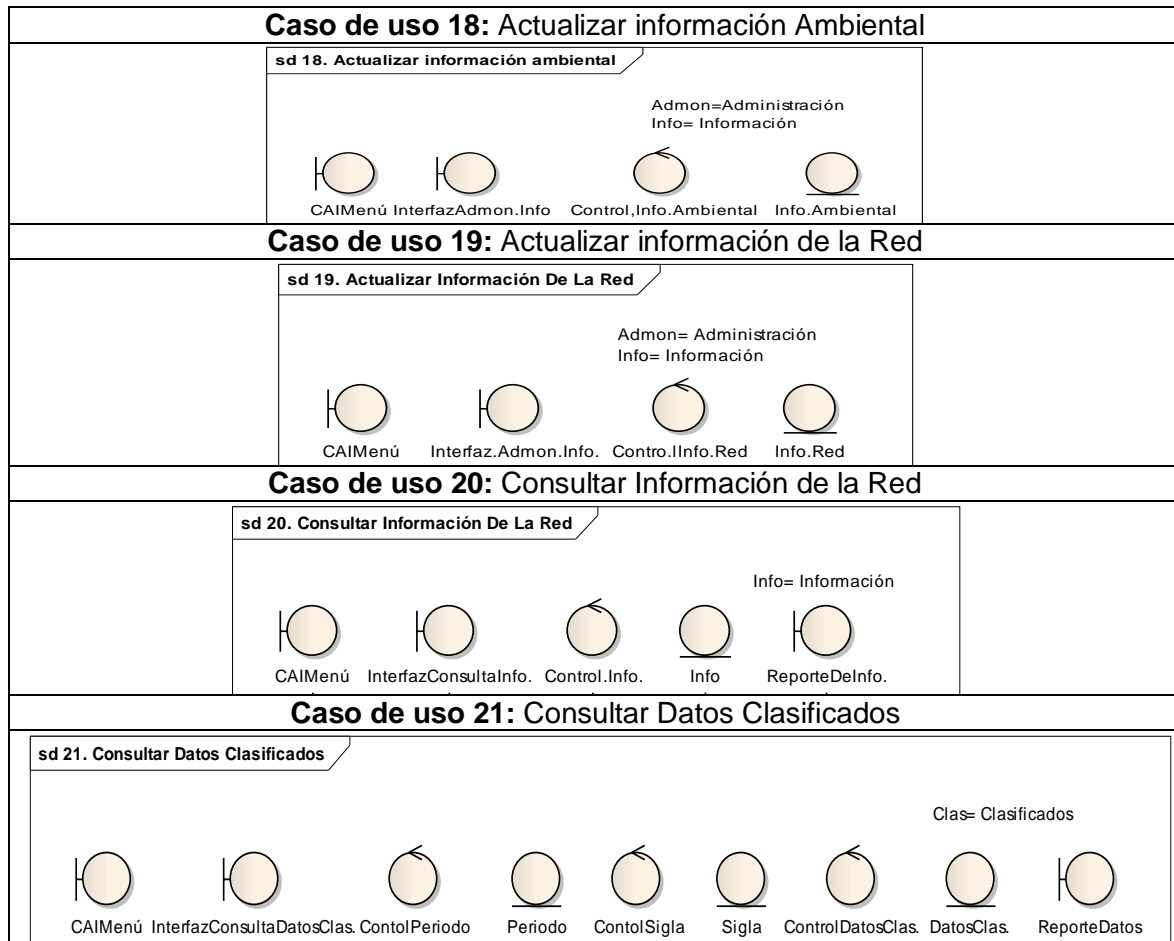 Caso de uso 18: Actualizar información Ambiental
sd 18. Actualizar información ambiental
Admon=Administración
Info= Información
CAIMenú InterfazAdmon.Info Control,Info.Ambiental Info.Ambiental
Caso de uso 19: Actualizar información de la Red
sd 19. Actualizar Información De La Red
Admon= Administración
Info= Información
CAIMenú Interfaz.Admon.Info. Contro.lInfo.Red Info.Red
Caso de uso 20: Consultar Información de la Red
sd 20. Consultar Información De La Red
Info= Información
CAIMenú InterfazConsultaInfo. Control.Info. Info ReporteDeInfo.
Caso de uso 21: Consultar Datos Clasificados
sd 21. Consultar Datos Clasificados
Clas= Clasificados
CAIMenú InterfazConsultaDatosClas. ContolPeriodo Periodo ContolSigla Sigla ControlDatosClas. DatosClas. ReporteDatos